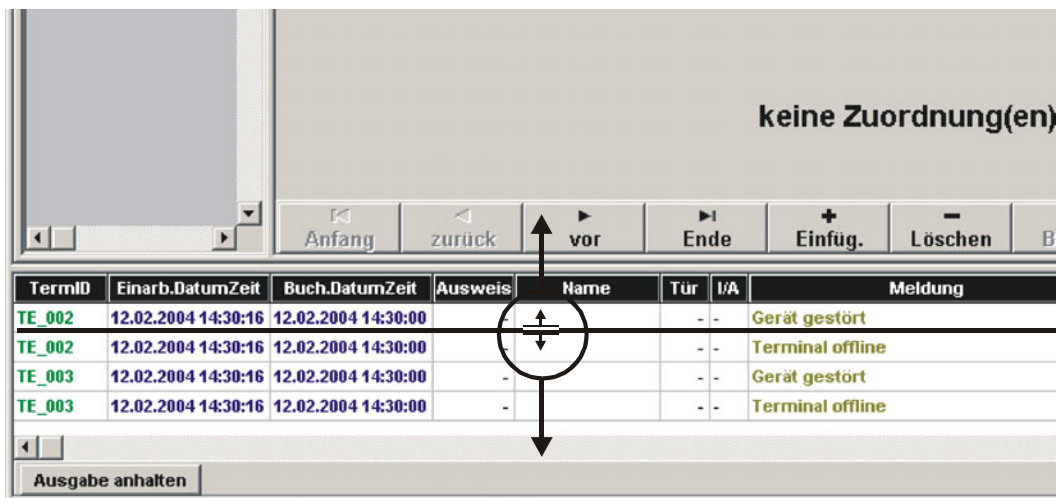 keine Zuordnung(en)
Anfang zurück vor Ende Einfüg. Löschen B
TermID Einarb.DatumZeit Buch.DatumZeit Ausweis Name Tür I/A Meldung
TE_002 12.02.2004 14:30:16 12.02.2004 14:30:00 - - - Gerät gestört
TE_002 12.02.2004 14:30:16 12.02.2004 14:30:00 - - - Terminal offline
TE_003 12.02.2004 14:30:16 12.02.2004 14:30:00 - - - Gerät gestört
TE_003 12.02.2004 14:30:16 12.02.2004 14:30:00 - - - Terminal offline
Ausgabe anhalten